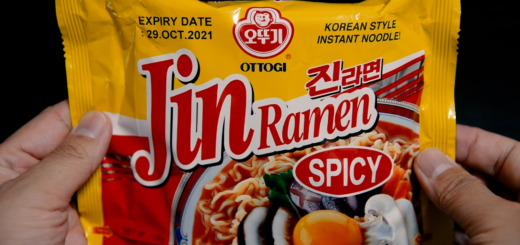 EXPIRY DATE
: 29.OCT.2021
오뚜기
OTTOGI
KOREAN STYLE
INSTANT NOODLE
진라면
Jin Ramen
SPICY